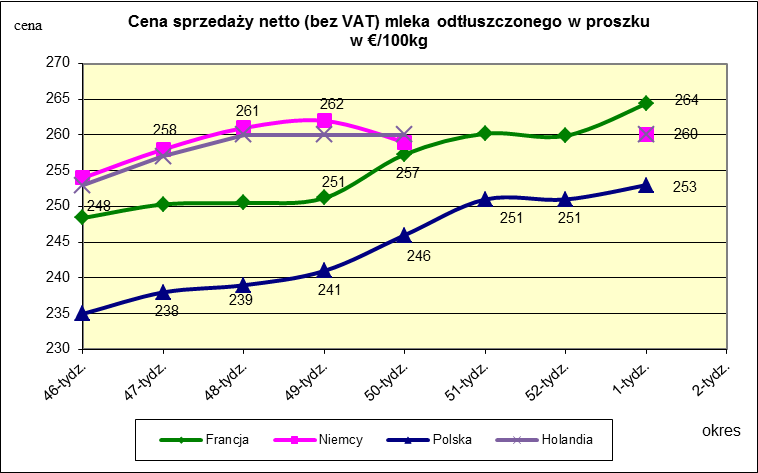 cena
Cena sprzedaży netto (bez VAT) mleka odtłuszczonego w proszku
w €/100kg
270
265
260
255
250
245
240
235
230
248
258
261
262
251
257
264
260
253
238
239
241
246
251
251
46-tydz.
47-tydz.
48-tydz.
49-tydz.
50-tydz.
51-tydz.
52-tydz.
1-tydz.
2-tydz.
okres
Francja Niemcy Polska Holandia